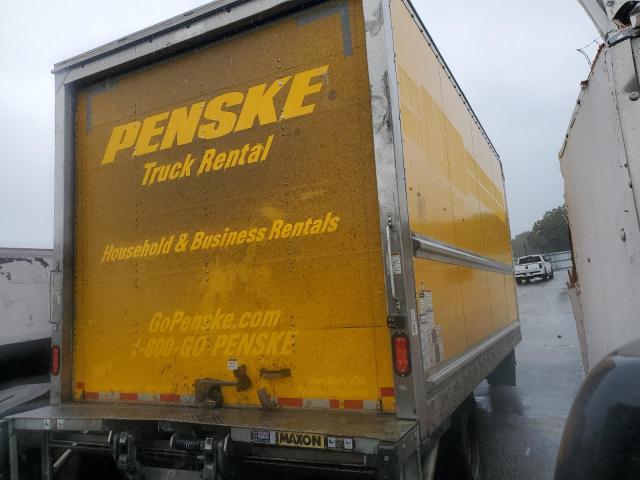 PENSKE
Truck Rental
Household & Business Rentals
GoPenske.com
1-800-GO-PENSKE
MAXON